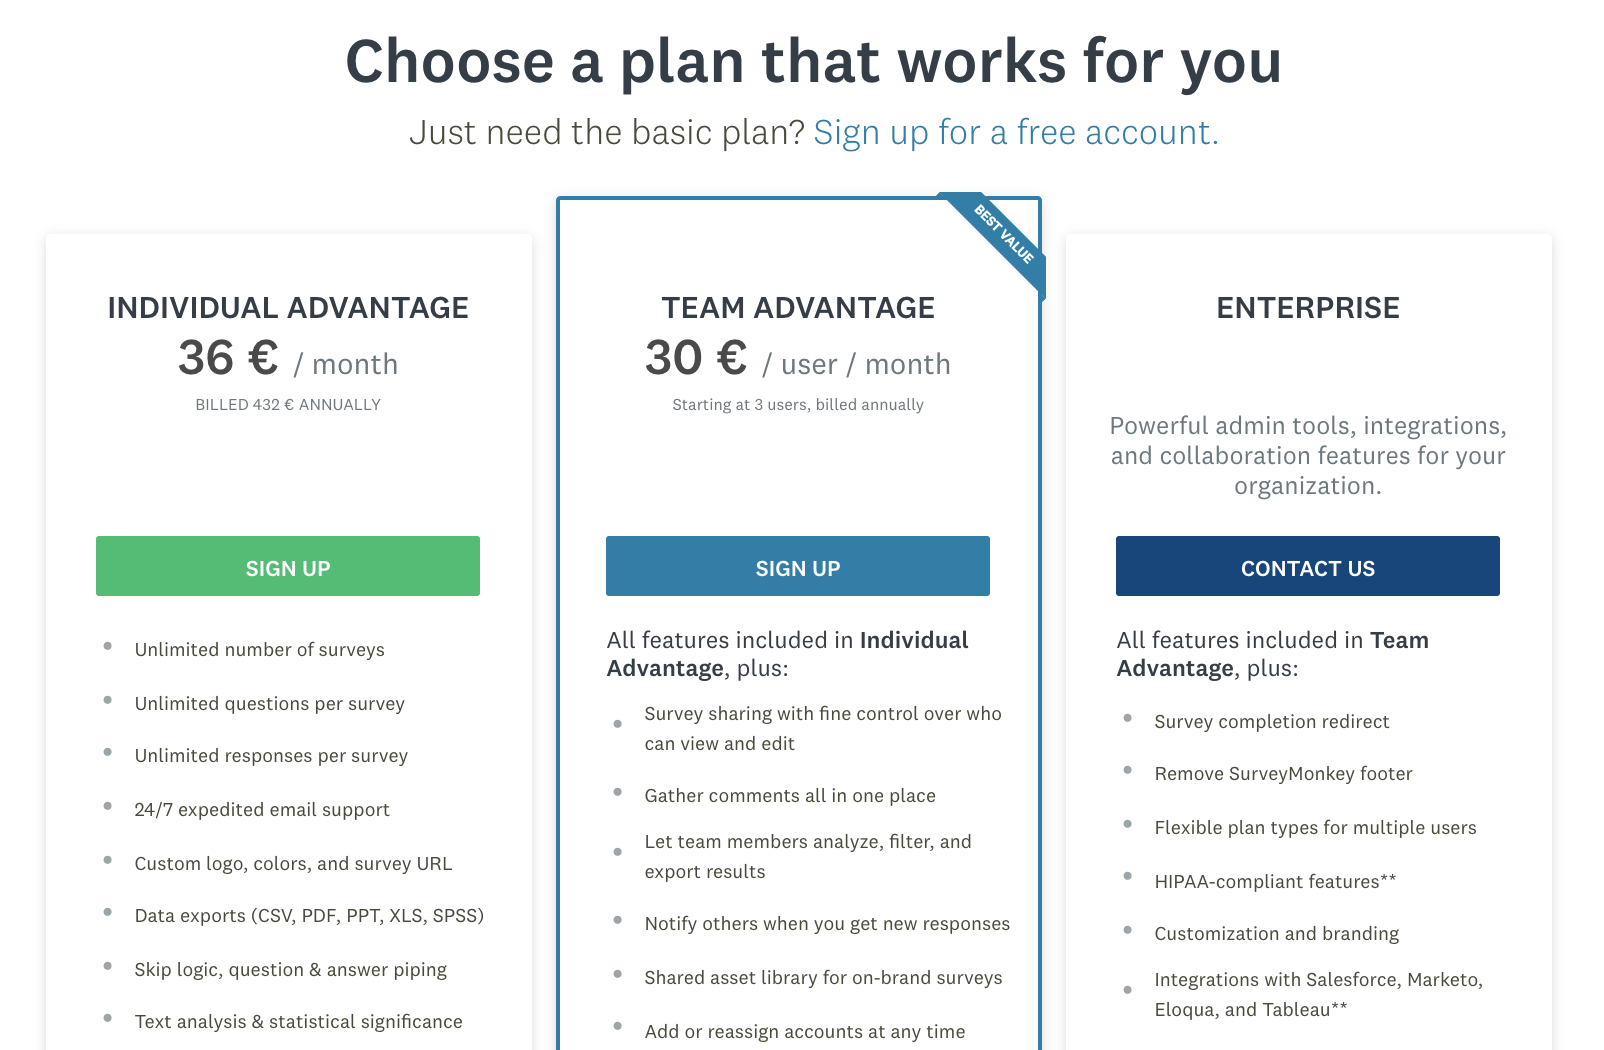 Choose a plan that works for you
Just need the basic plan? Sign up for a free account.
INDIVIDUAL ADVANTAGE
36 € / month
BILLED 432 € ANNUALLY
SIGN UP
Unlimited number of surveys
Unlimited questions per survey
Unlimited responses per survey
24/7 expedited email support
Custom logo, colors, and survey URL
Data exports (CSV, PDF, PPT, XLS, SPSS)
Skip logic, question & answer piping
Text analysis & statistical significance
BEST VALUE
TEAM ADVANTAGE
30 € / user / month
Starting at 3 users, billed annually
SIGN UP
All features included in Individual
Advantage, plus:
Survey sharing with fine control over who
can view and edit
Gather comments all in one place
Let team members analyze, filter, and
export results
Notify others when you get new responses
Shared asset library for on-brand surveys
Add or reassign accounts at any time
ENTERPRISE
Powerful admin tools, integrations,
and collaboration features for your
organization.
CONTACT US
All features included in Team
Advantage, plus:
Survey completion redirect
Remove SurveyMonkey footer
Flexible plan types for multiple users
HIPAA-compliant features**
Customization and branding
Integrations with Salesforce, Marketo,
Eloqua, and Tableau**